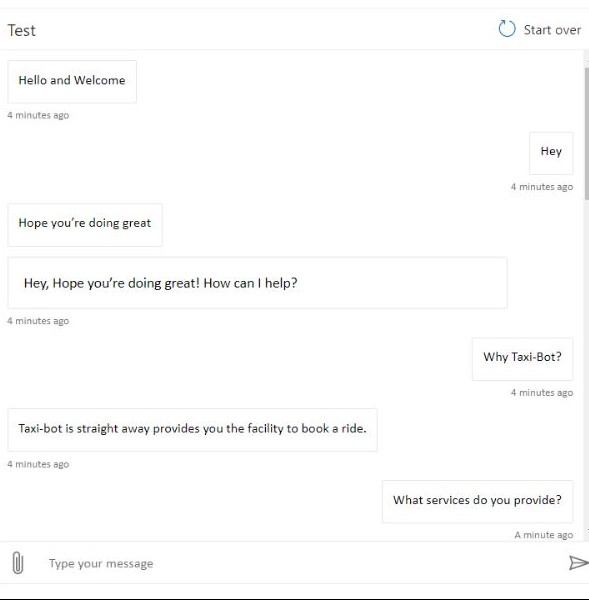 Test
Start over
Hello and Welcome
4 minutes ago
Hey
4 minutes ago
Hope you're doing great
Hey, Hope you're doing great! How can I help?
4 minutes ago
Why Taxi-Bot?
4 minutes ago
Taxi-bot is straight away provides you the facility to book a ride.
4 minutes ago
What services do you provide?
A minute ago
Type your message